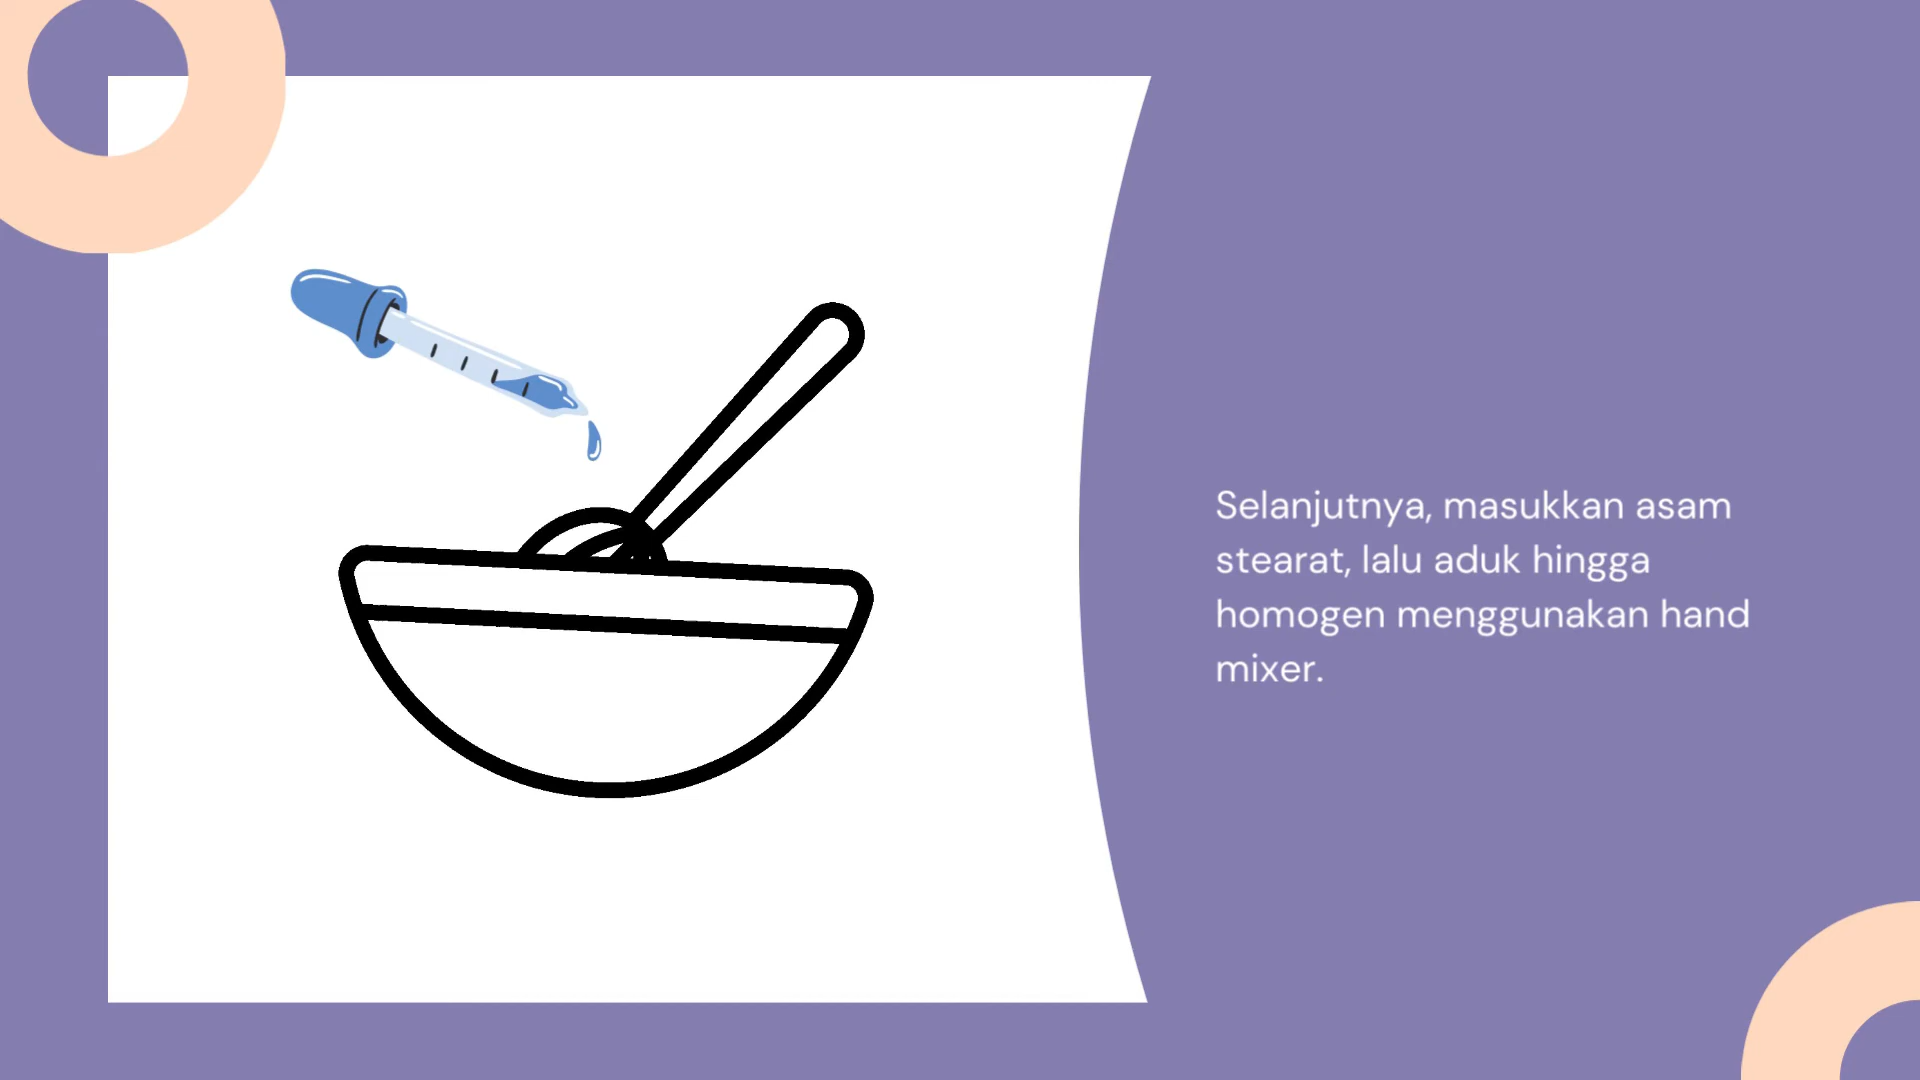 Selanjutnya, masukkan asam
stearat, lalu aduk hingga
homogen menggunakan hand
mixer.